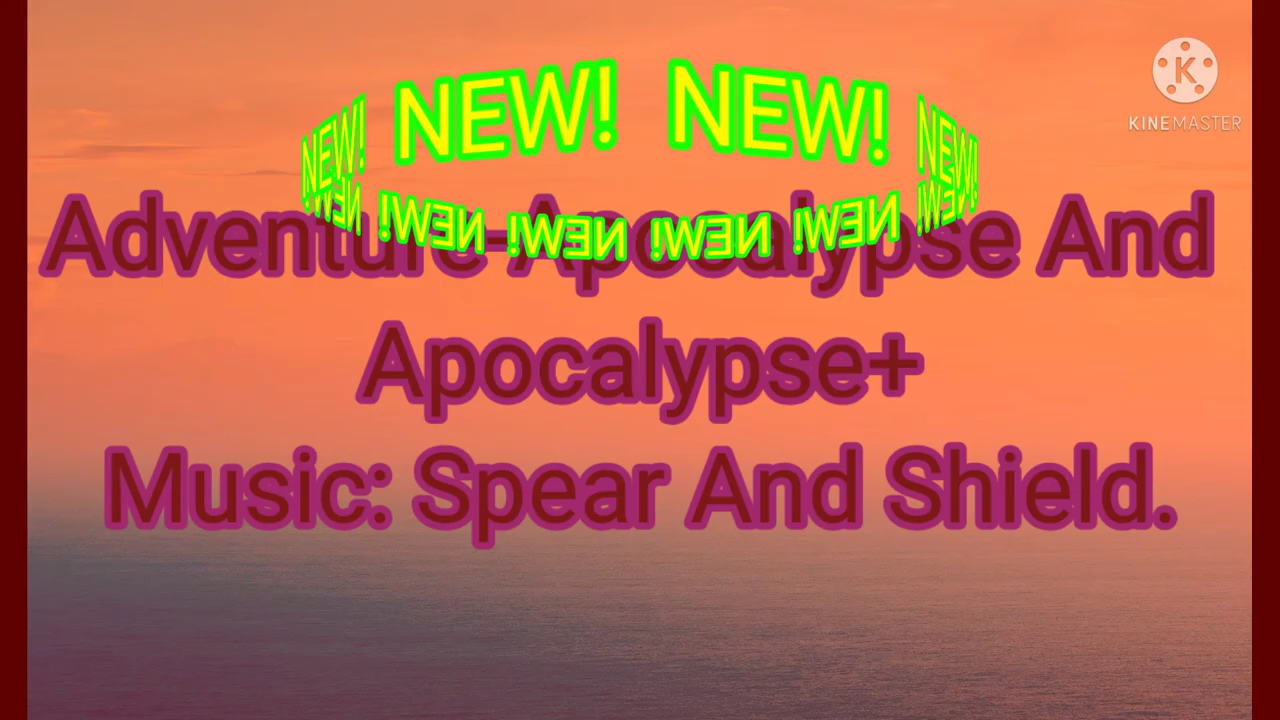 NEW! NEW! NEW! NEW!
NEW! NEW! NEW! NEW! NEW! NEW!
KINEMASTER
Adventure-Apocalypse And
Apocalypse+
Music: Spear And Shield.